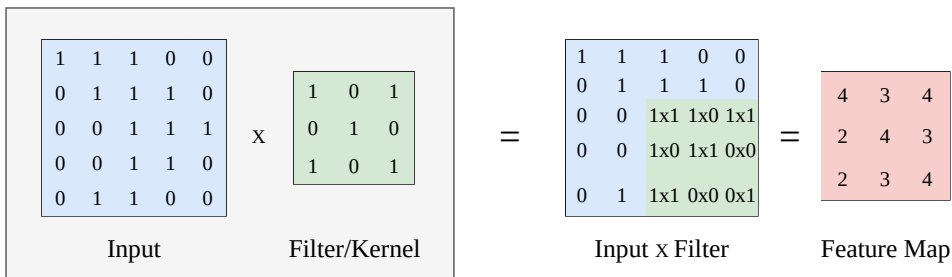 1 1 1 0 0
0 1 1 1 0
0 0 1 1 1
0 0 1 1 0
0 1 1 0 0
Input
x
1 0 1
0 1 0
1 0 1
Filter/Kernel
=
1 1 1 0 0
0 1 1 1 0
0 0 1x1 1x0 1x1
0 0 1x0 1x1 0x0
0 1 1x1 0x0 0x1
Input x Filter
=
4 3 4
2 4 3
2 3 4
Feature Map